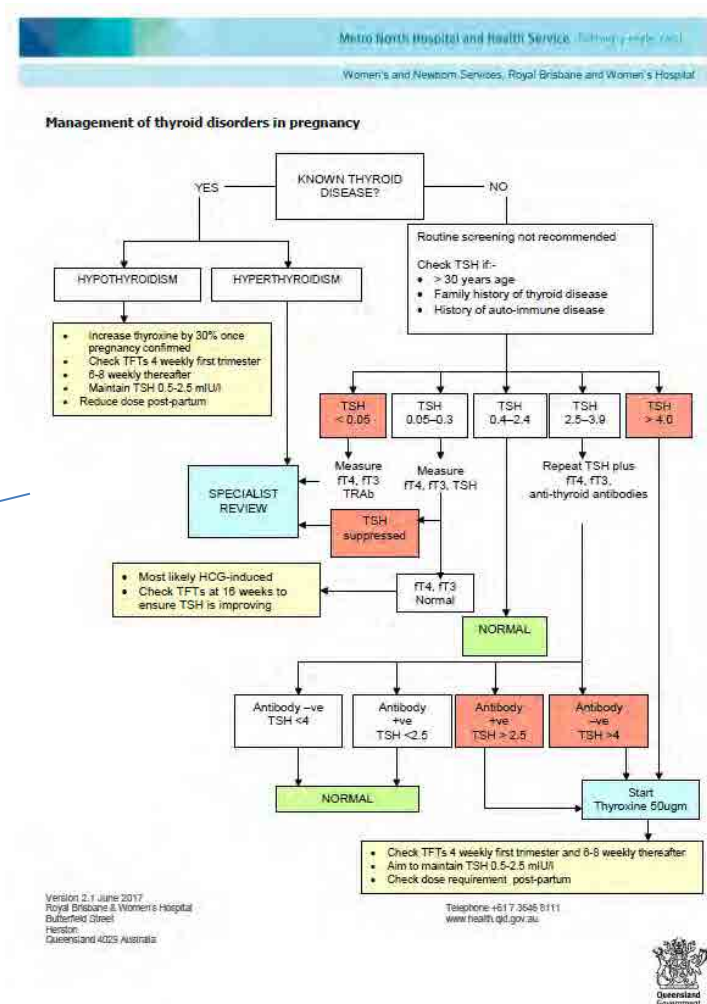 Metro North Hospital and Health Service
Women's and Newborn Services, Royal Brisbane and Women's Hospital
Management of thyroid disorders in pregnancy
KNOWN THYROID
DISEASE?
YES
NO
Routine screening not recommended
Check TSH if:-
• > 30 years age
• Family history of thyroid disease
• History of auto-immune disease
HYPOTHYROIDISM
HYPERTHYROIDISM
• Increase thyroxine by 30% once
pregnancy confirmed
• Check TFTs 4 weekly first trimester
• 6-8 weekly thereafter
• Maintain TSH 0.5-2.5 mIU/l
• Reduce dose post-partum
TSH
< 0.05
TSH
0.05–0.3
TSH
0.4–2.4
TSH
2.5–3.9
TSH
> 4.0
Measure
fT4, fT3
TRAb
Measure
fT4, fT3, TSH
Repeat TSH plus
fT4, fT3,
anti-thyroid antibodies
SPECIALIST
REVIEW
TSH
suppressed
• Most likely HCG-induced
• Check TFTs at 16 weeks to
ensure TSH is improving
fT4, fT3
Normal
NORMAL
Antibody –ve
TSH <4
Antibody
+ve
TSH <2.5
Antibody
+ve
TSH > 2.5
Antibody
–ve
TSH >4
NORMAL
Start
Thyroxine 50ugm
• Check TFTs 4 weekly first trimester and 6-8 weekly thereafter
• Aim to maintain TSH 0.5-2.5 mIU/l
• Check dose requirement post-partum
Version 2.1 June 2017
Royal Brisbane & Women's Hospital
Butterfield Street
Herston
Queensland 4029 Australia
Telephone +61 7 3646 8111
www.health.qld.gov.au
Queensland
Government